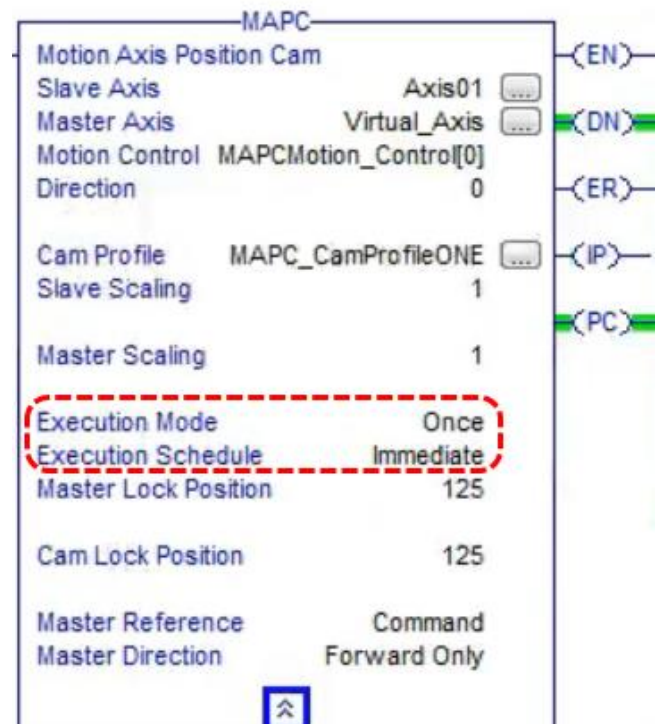 MAPC
Motion Axis Position Cam
Slave Axis Axis01 ...
Master Axis Virtual_Axis ...
Motion Control MAPCMotion_Control[0]
Direction 0
Cam Profile MAPC_CamProfileONE ...
Slave Scaling 1
Master Scaling 1
Execution Mode Once
Execution Schedule Immediate
Master Lock Position 125
Cam Lock Position 125
Master Reference Command
Master Direction Forward Only
EN
DN
ER
IP
PC